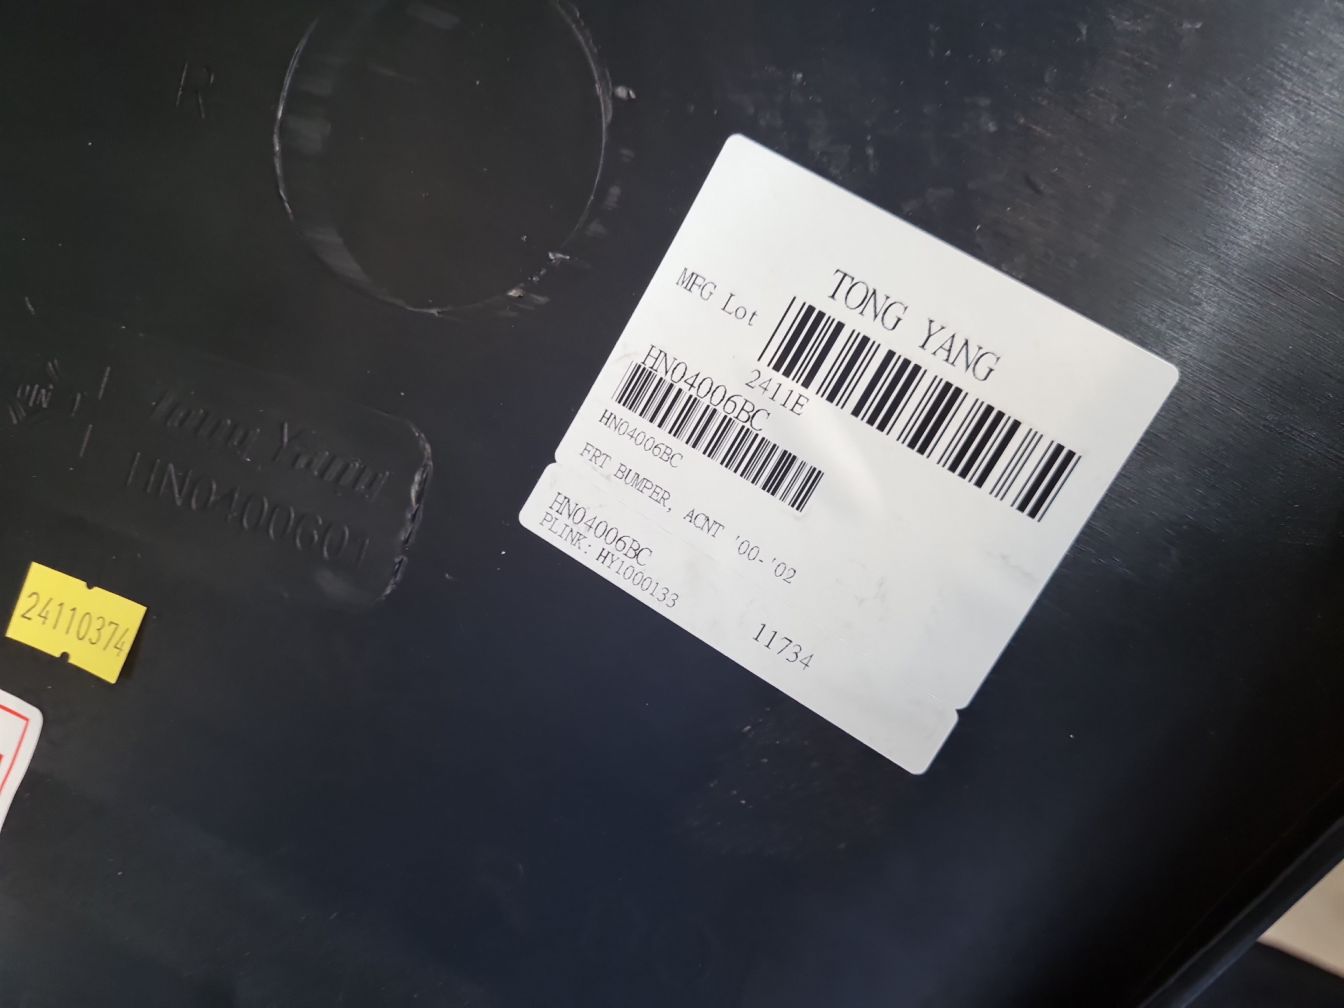 R
TONG YANG
MFG Lot
2411E
HN04006BC
HN04006BC
FRT BUMPER, ACNT '00-'02
HN04006BC
PLINK: HY1000133
11734
Tong Yang
HN0400601
24110374